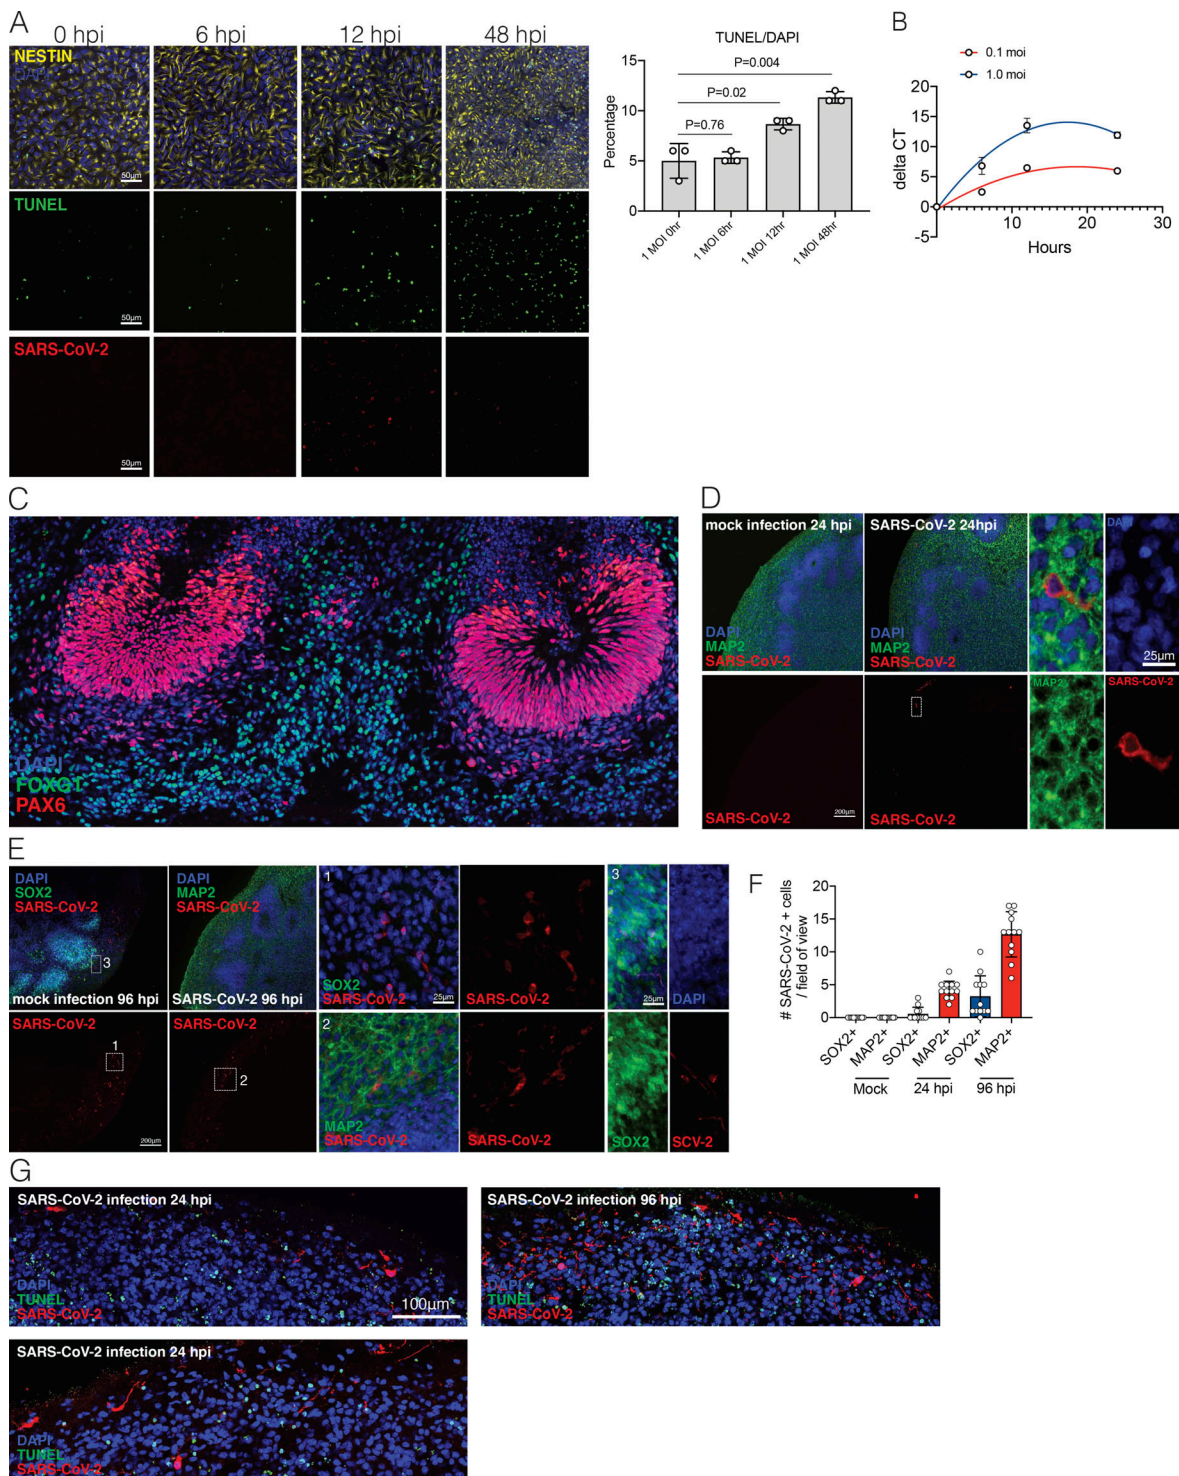 A
0 hpi
6 hpi
12 hpi
48 hpi
NESTIN
DAPI
50µm
TUNEL
50µm
SARS-CoV-2
50µm
TUNEL/DAPI
P=0.004
P=0.02
P=0.76
Percentage
15
10
5
0
1 MOI 0hr
1 MOI 6hr
1 MOI 12hr
1 MOI 48hr
B
0.1 moi
1.0 moi
delta CT
20
15
10
5
0
-5
0
10
20
30
Hours
C
DAPI
FOXG1
PAX6
D
mock infection 24 hpi
SARS-CoV-2 24hpi
DAPI
DAPI
MAP2
SARS-CoV-2
DAPI
MAP2
SARS-CoV-2
25µm
MAP2
SARS-CoV-2
200µm
SARS-CoV-2
SARS-CoV-2
E
DAPI
SOX2
SARS-CoV-2
3
mock infection 96 hpi
DAPI
MAP2
SARS-CoV-2
SARS-CoV-2 96 hpi
1
SOX2
SARS-CoV-2
25µm
SARS-CoV-2
3
25µm
DAPI
SARS-CoV-2
1
200µm
SARS-CoV-2
2
2
MAP2
SARS-CoV-2
SARS-CoV-2
SOX2
SCV-2
F
# SARS-CoV-2 + cells
/ field of view
20
15
10
5
0
SOX2+
MAP2+
SOX2+
MAP2+
SOX2+
MAP2+
Mock
24 hpi
96 hpi
G
SARS-CoV-2 infection 24 hpi
DAPI
TUNEL
SARS-CoV-2
100µm
SARS-CoV-2 infection 96 hpi
DAPI
TUNEL
SARS-CoV-2
SARS-CoV-2 infection 24 hpi
DAPI
TUNEL
SARS-CoV-2